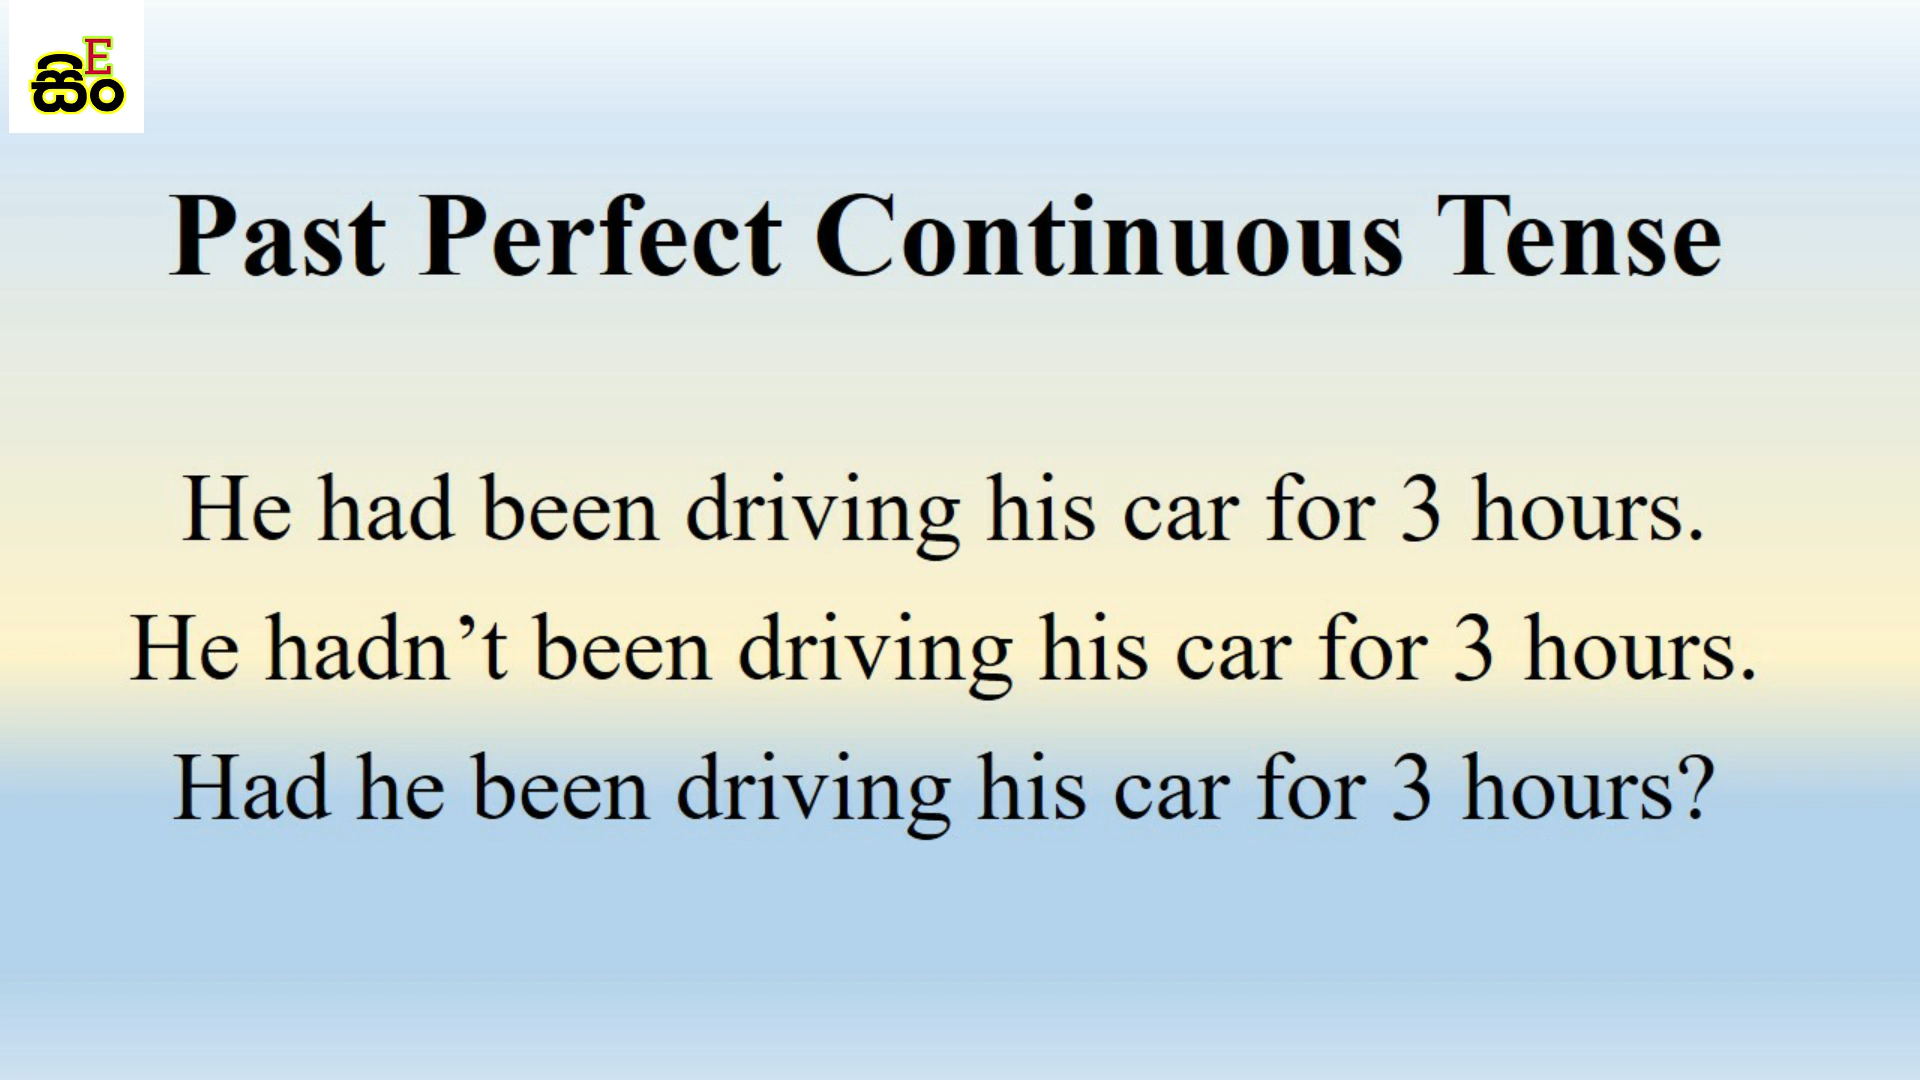 සිං
E
Past Perfect Continuous Tense
He had been driving his car for 3 hours.
He hadn’t been driving his car for 3 hours.
Had he been driving his car for 3 hours?